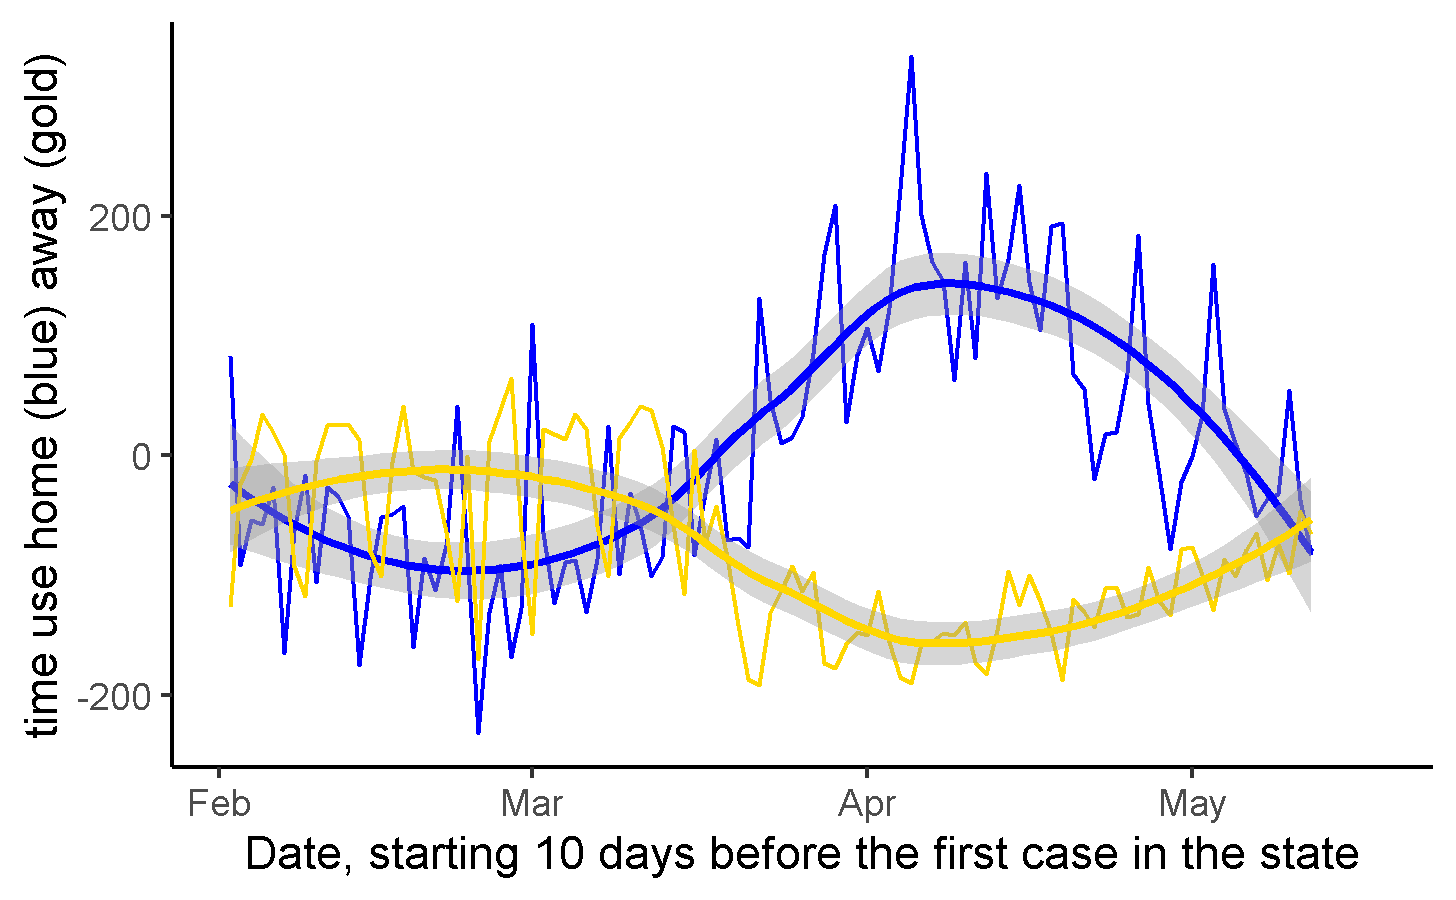 time use home (blue) away (gold)
200
0
-200
Feb Mar Apr May
Date, starting 10 days before the first case in the state